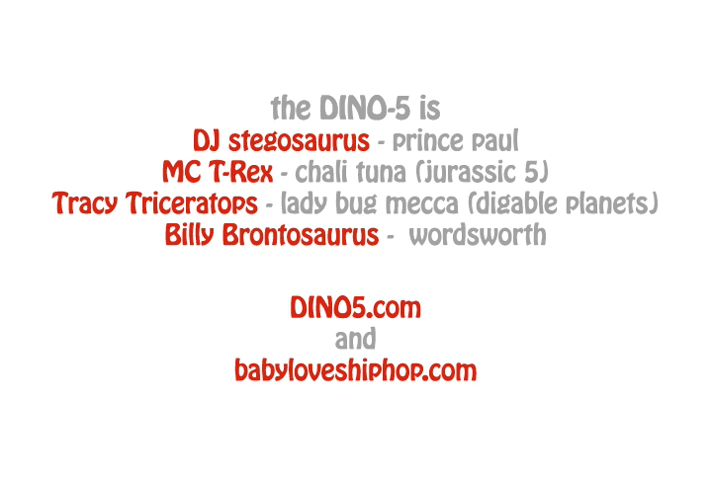 the DINO-5 is
DJ stegosaurus - prince paul
MC T-Rex - chali tuna (jurassic 5)
Tracy Triceratops - lady bug mecca (digable planets)
Billy Brontosaurus - wordsworth
DINO5.com
and
babyloveshiphop.com